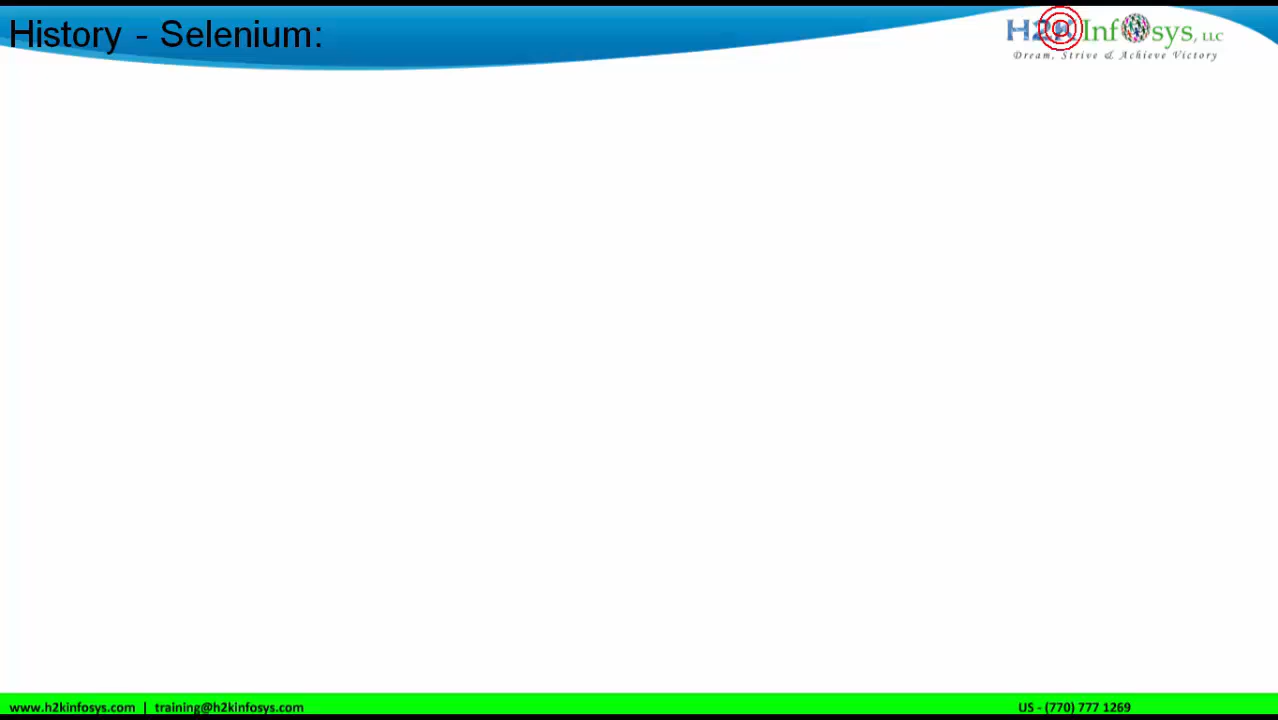 History - Selenium:
H2K Infosys, LLC
Dream, Strive & Achieve Victory
www.h2kinfosys.com | training@h2kinfosys.com
US - (770) 777 1269